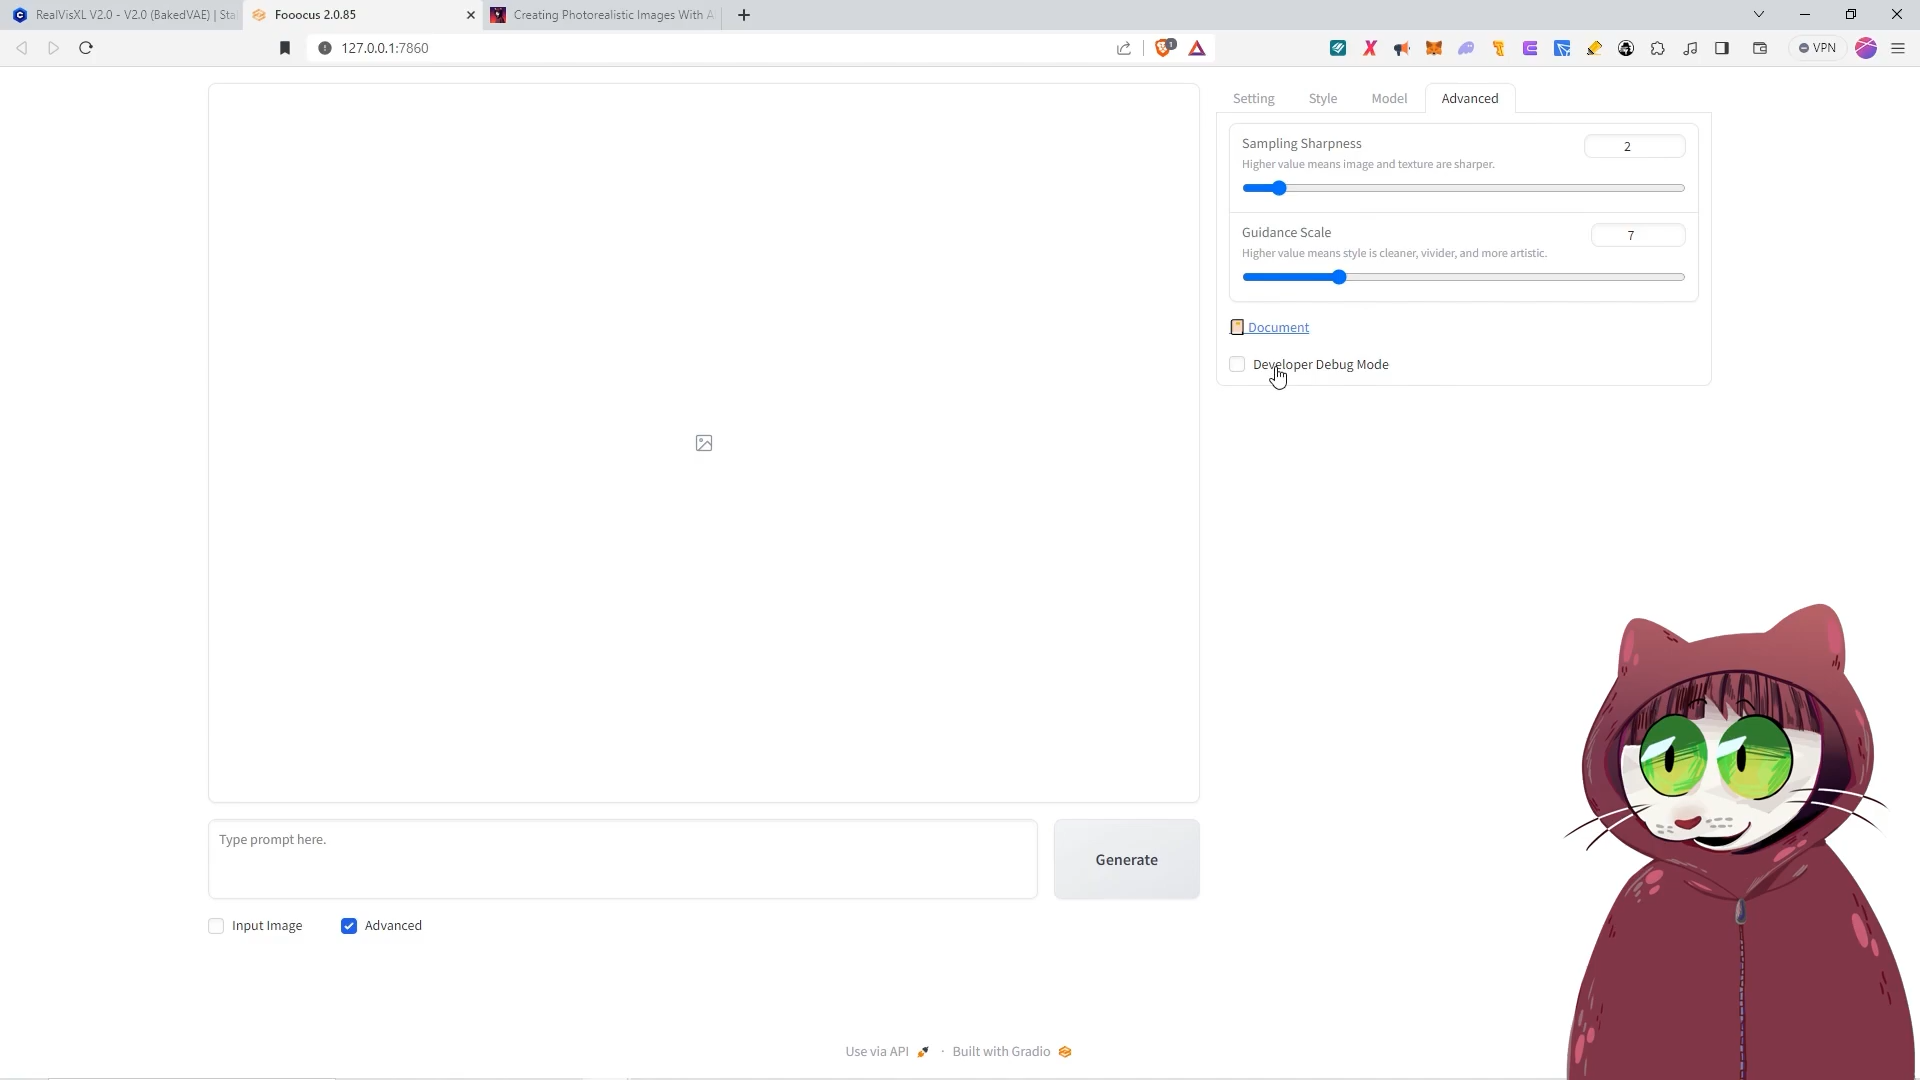 RealVisXL V2.0 - V2.0 (BakedVAE) | Sta
Fooocus 2.0.85
Creating Photorealistic Images With A
127.0.0.1:7860
1
VPN
Setting
Style
Model
Advanced
Sampling Sharpness
2
Higher value means image and texture are sharper.
Guidance Scale
7
Higher value means style is cleaner, vivider, and more artistic.
Document
Developer Debug Mode
Type prompt here.
Generate
Input Image
Advanced
Use via API
·
Built with Gradio